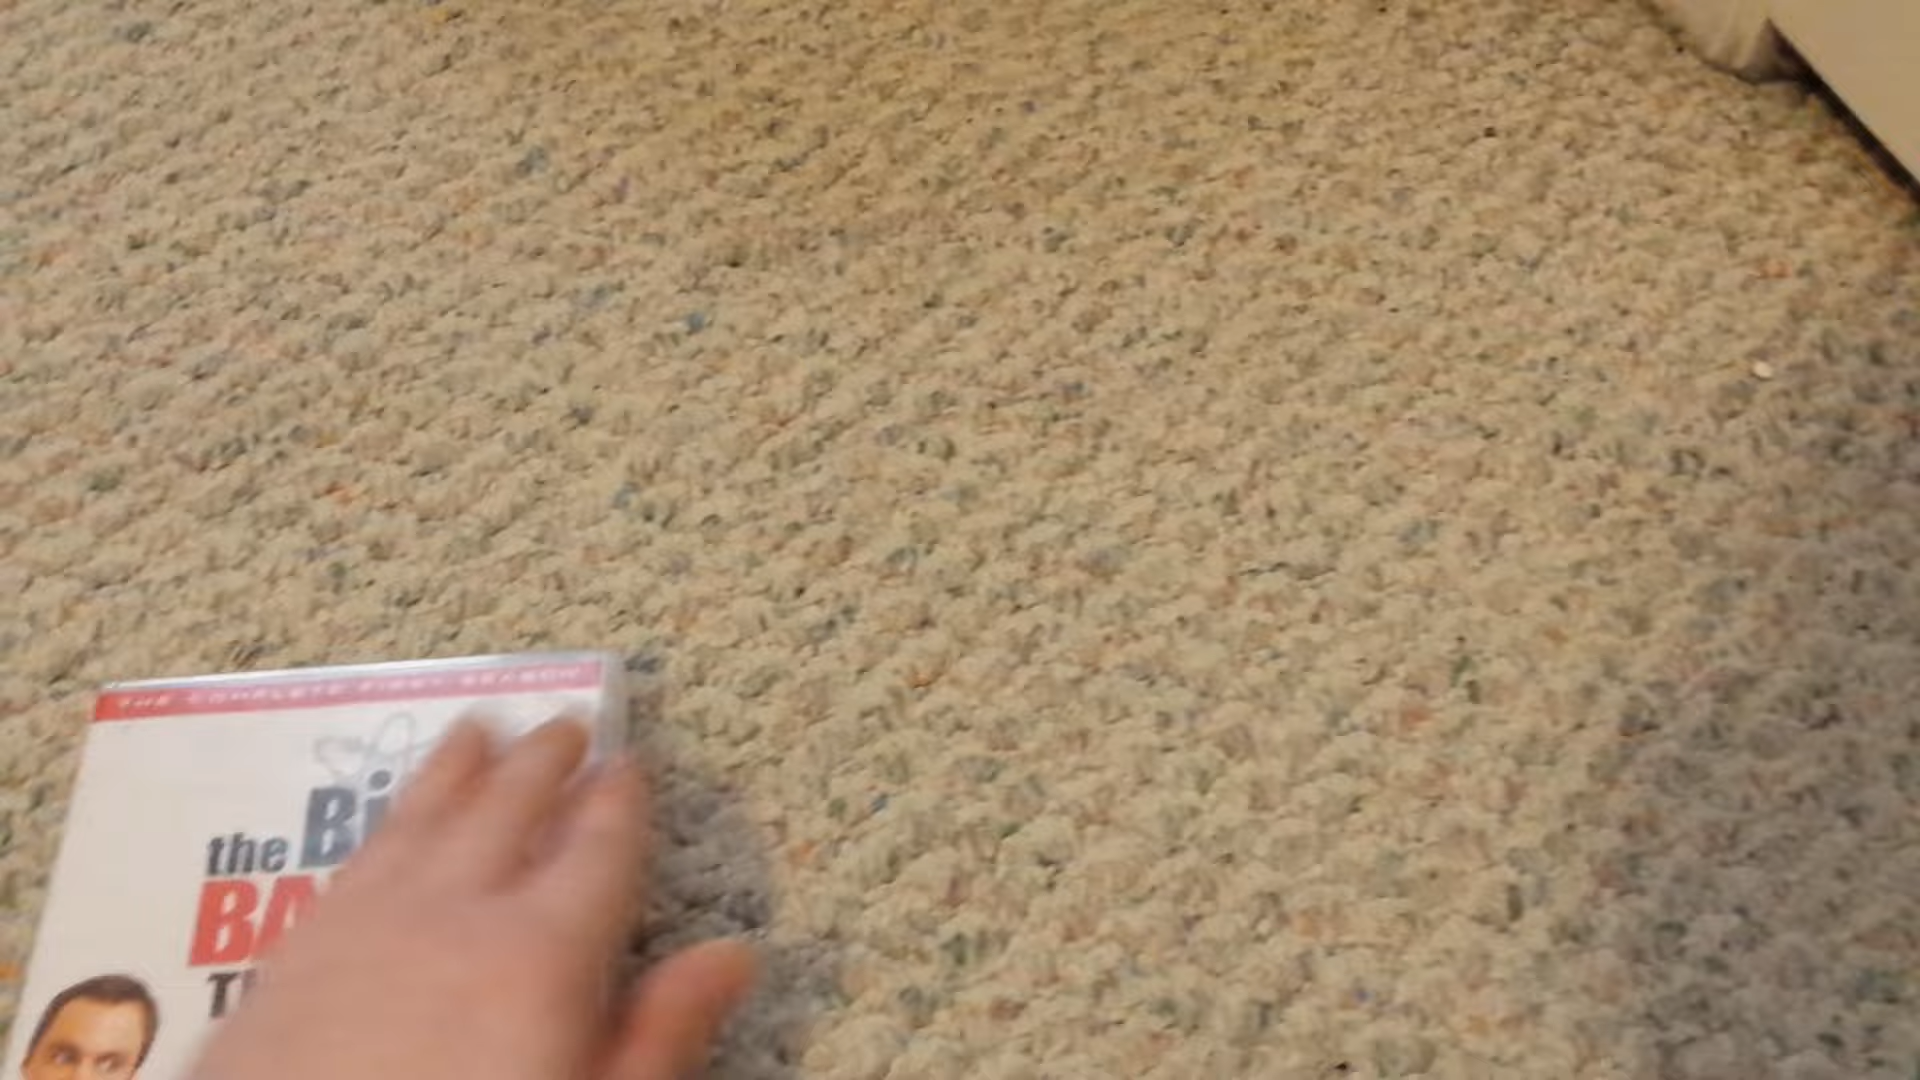 THE COMPLETE FIRST SEASON
the Bi
BA
T